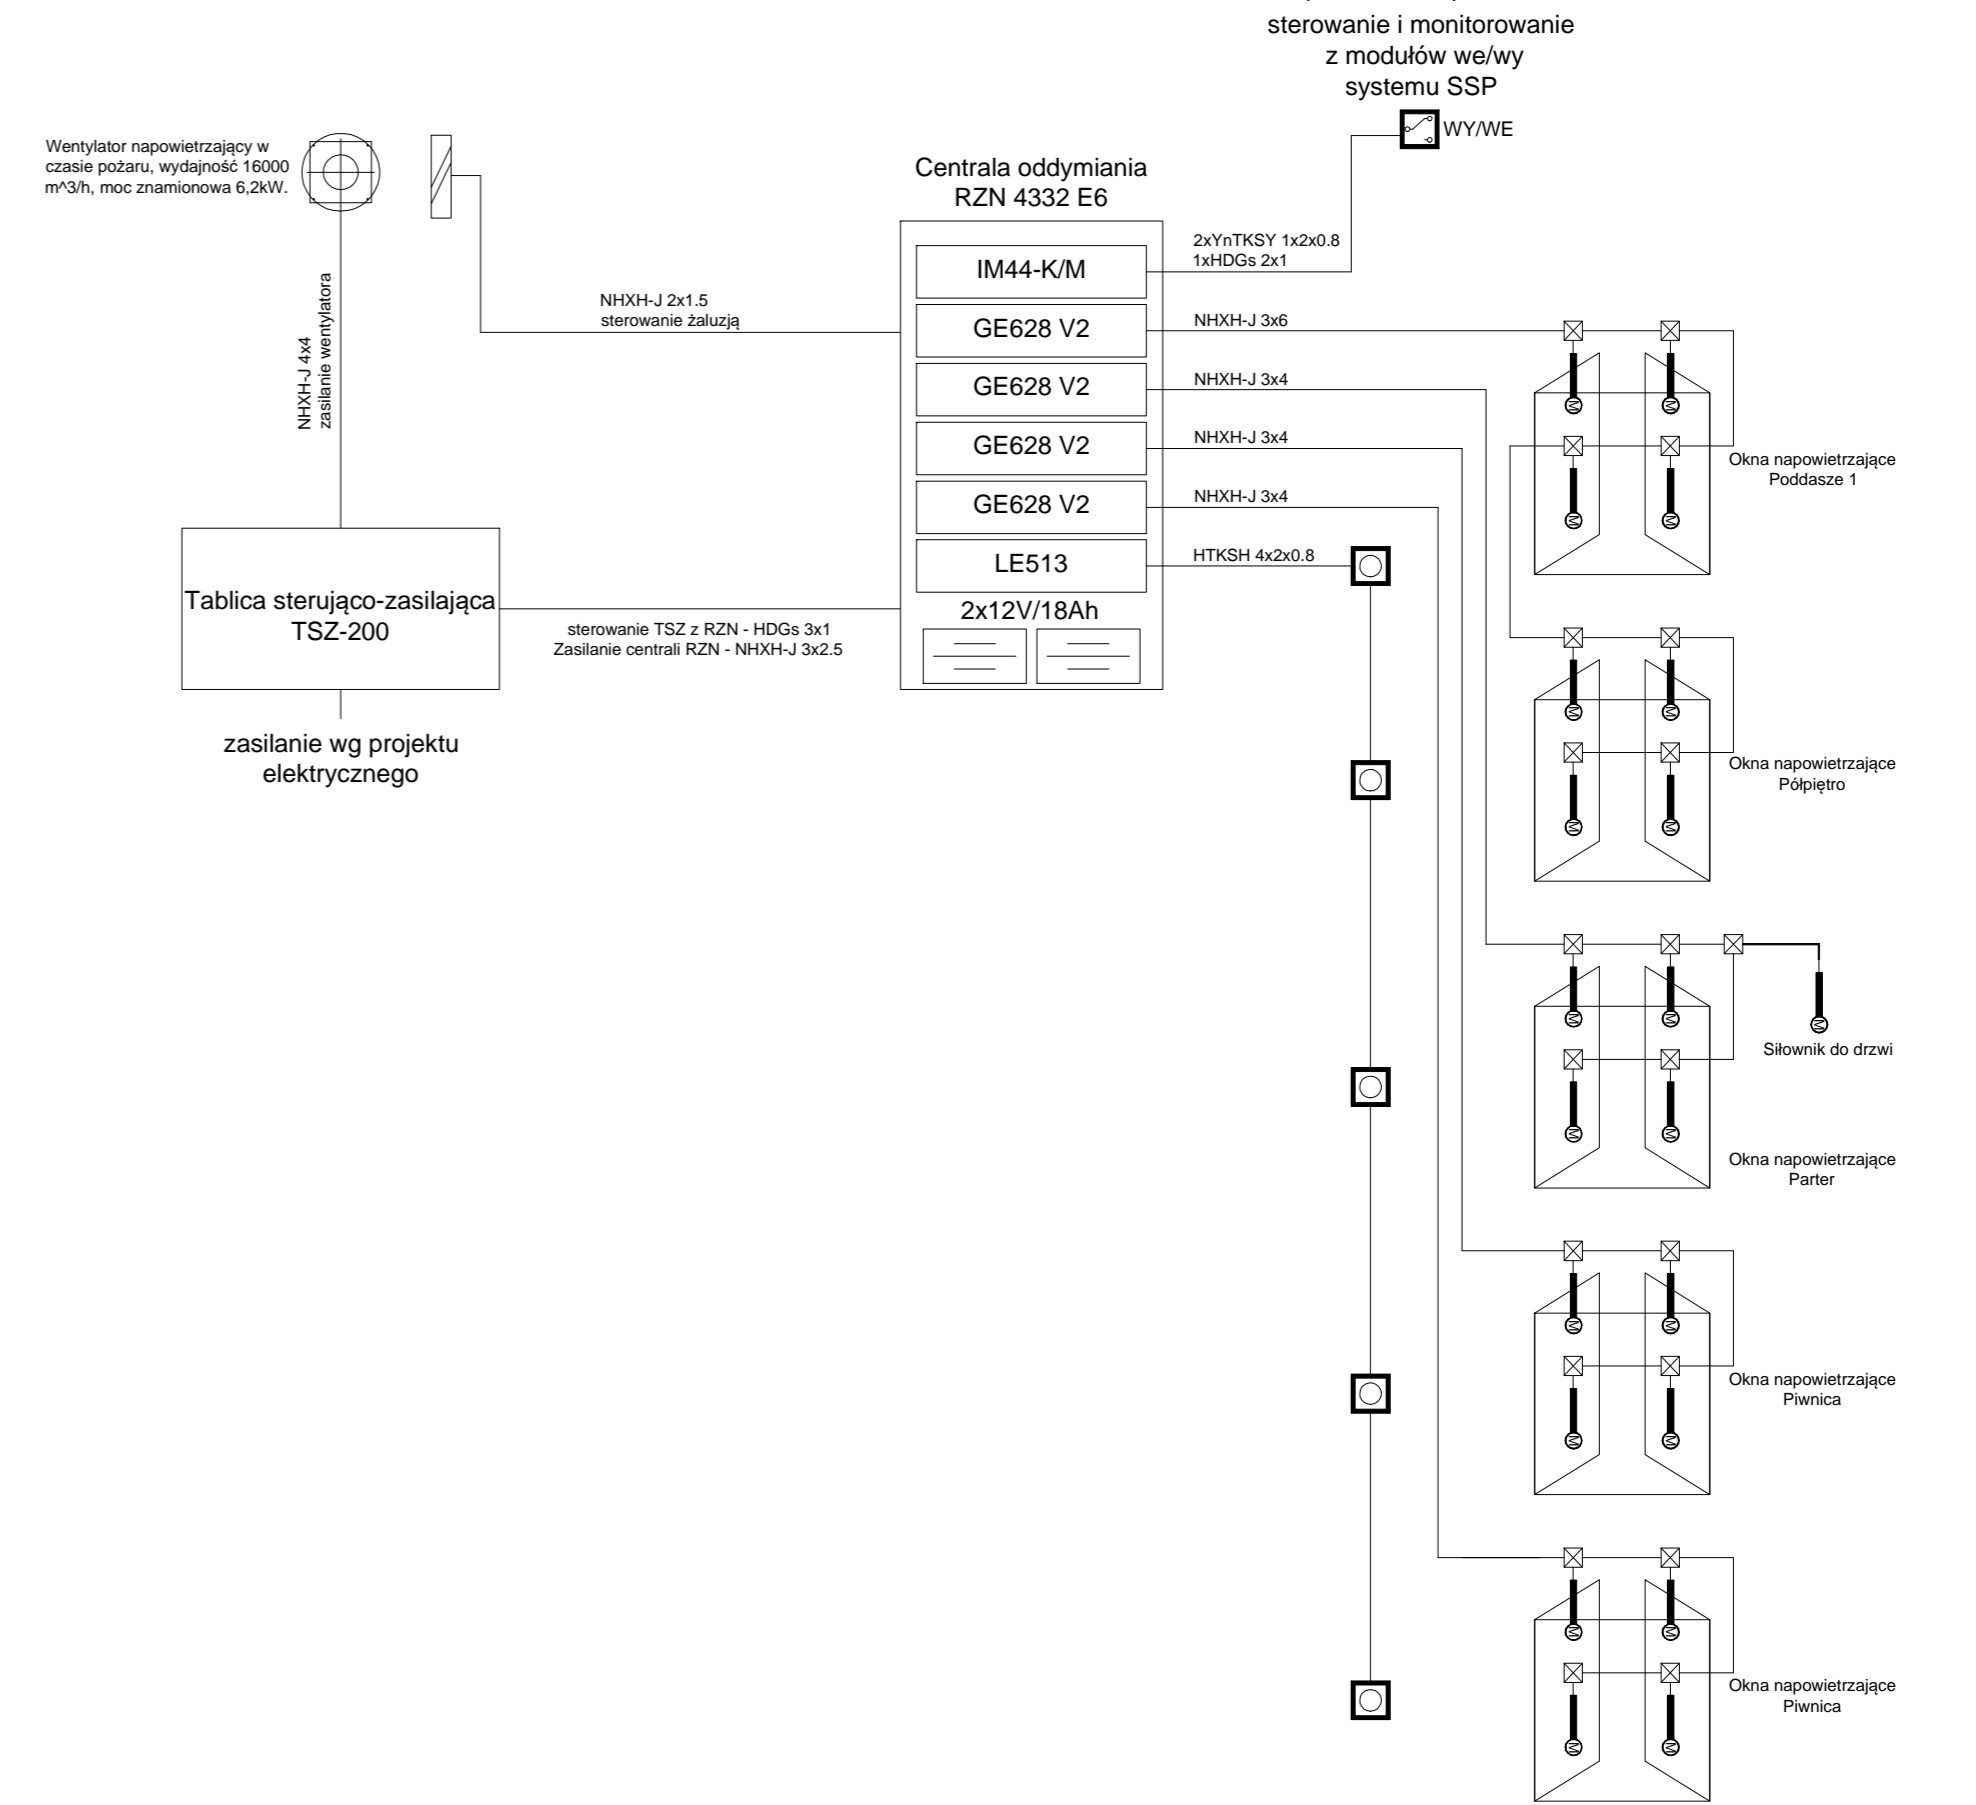 sterowanie i monitorowanie
z modułów we/wy
systemu SSP
WY/WE
Wentylator napowietrzający w
czasie pożaru, wydajność 16000
m^3/h, moc znamionowa 6,2kW.
NHXH-J 4x4
zasilanie wentylatora
NHXH-J 2x1.5
sterowanie żaluzją
Tablica sterująco-zasilająca
TSZ-200
zasilanie wg projektu
elektrycznego
sterowanie TSZ z RZN - HDGs 3x1
Zasilanie centrali RZN - NHXH-J 3x2.5
Centrala oddymiania
RZN 4332 E6
IM44-K/M
GE628 V2
GE628 V2
GE628 V2
GE628 V2
LE513
2x12V/18Ah
2xYnTKSY 1x2x0.8
1xHDGs 2x1
NHXH-J 3x6
NHXH-J 3x4
NHXH-J 3x4
NHXH-J 3x4
HTKSH 4x2x0.8
M
M
M
M
Okna napowietrzające
Poddasze 1
M
M
M
M
Okna napowietrzające
Półpiętro
M
M
M
M
M
Siłownik do drzwi
Okna napowietrzające
Parter
M
M
M
M
Okna napowietrzające
Piwnica
M
M
M
M
Okna napowietrzające
Piwnica